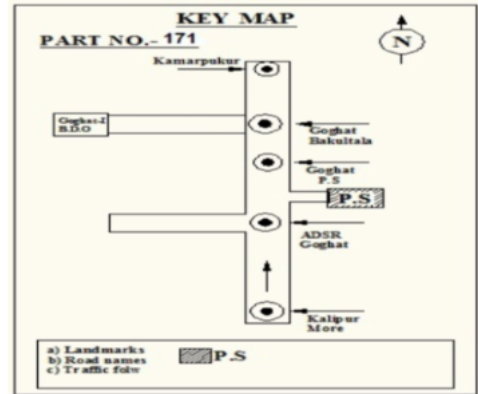 KEY MAP
PART NO.- 171
N
Kamarpukur
Goghat-I
B.D.O
Goghat
Bakultala
Goghat
P.S
P.S
ADSR
Goghat
Kalipur
More
a) Landmarks
b) Road names
c) Traffic folw
P.S